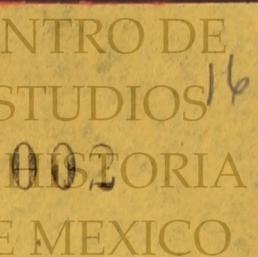 NTRO DE
16
STUDIOS
002
HISTORIA
E MEXICO